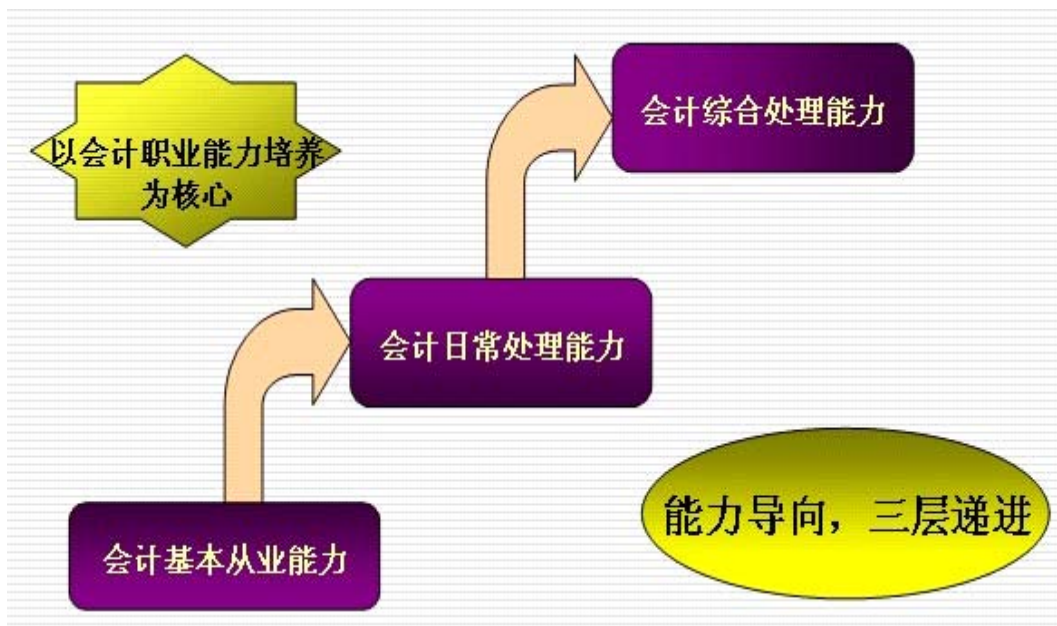 会计综合处理能力
以会计职业能力培养
为核心
会计日常处理能力
能力导向，三层递进
会计基本从业能力